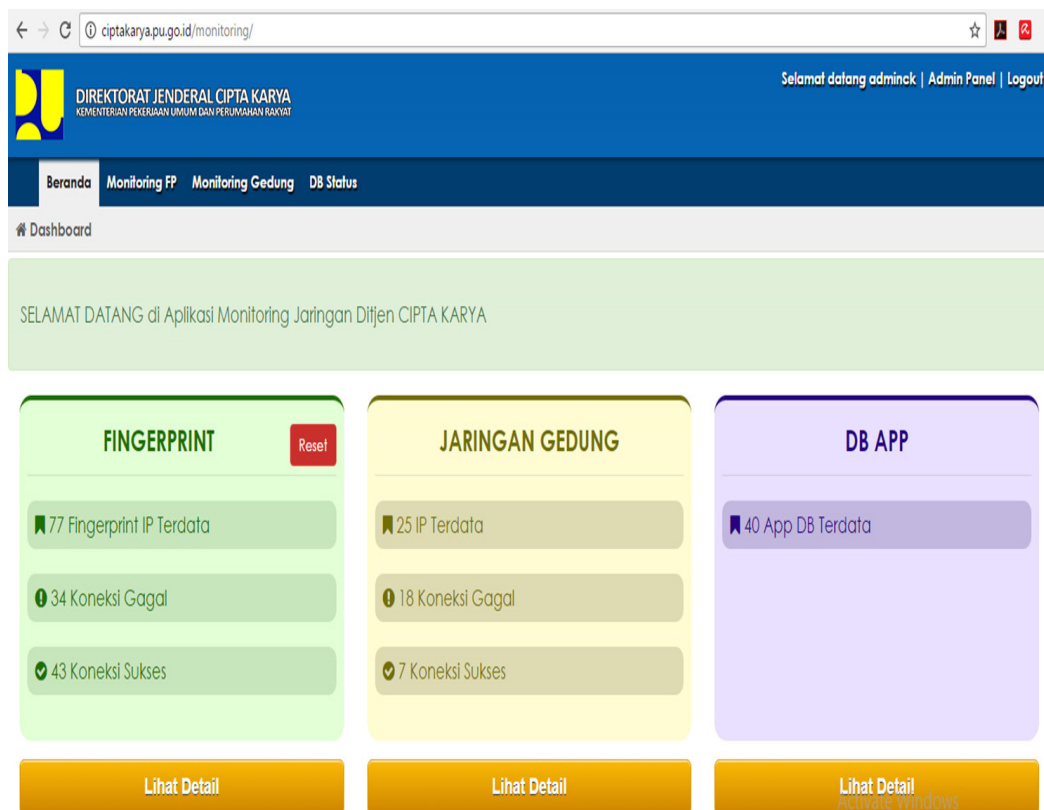 ciptakarya.pu.go.id/monitoring/
DIREKTORAT JENDERAL CIPTA KARYA
KEMENTERIAN PEKERJAAN UMUM DAN PERUMAHAN RAKYAT
Selamat datang adminck | Admin Panel | Logout
Beranda Monitoring FP Monitoring Gedung DB Status
Dashboard
SELAMAT DATANG di Aplikasi Monitoring Jaringan Ditjen CIPTA KARYA
FINGERPRINT
Reset
77 Fingerprint IP Terdata
34 Koneksi Gagal
43 Koneksi Sukses
Lihat Detail
JARINGAN GEDUNG
25 IP Terdata
18 Koneksi Gagal
7 Koneksi Sukses
Lihat Detail
DB APP
40 App DB Terdata
Lihat Detail
Activate Windows